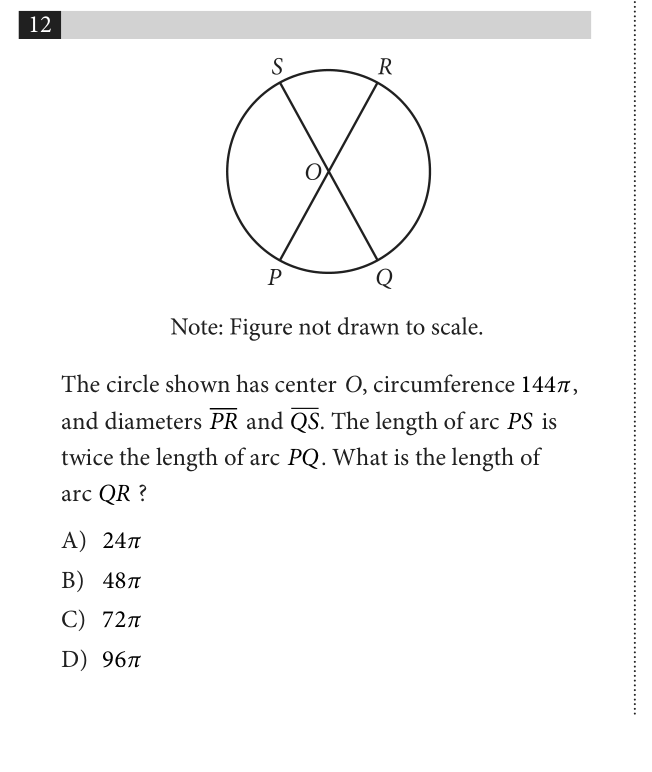 12
S R
O
P Q
Note: Figure not drawn to scale.
The circle shown has center O, circumference 144π,
and diameters P̅R̅ and Q̅S̅. The length of arc PS is
twice the length of arc PQ. What is the length of
arc QR ?
A) 24π
B) 48π
C) 72π
D) 96π